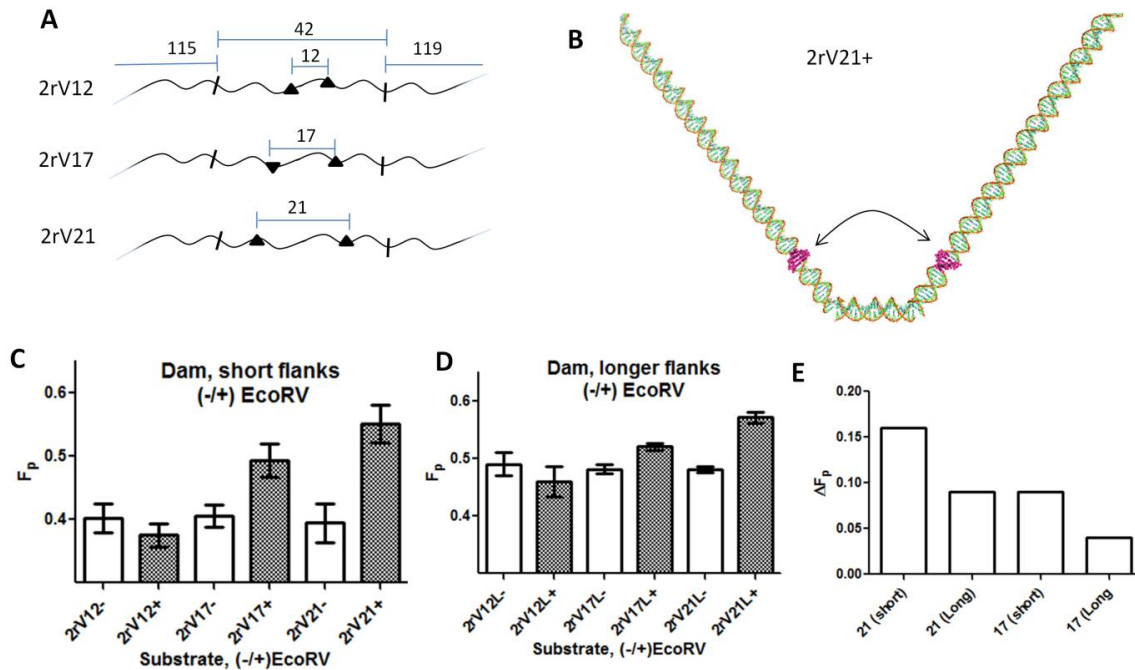 A
42
115
119
12
2rV12
17
2rV17
21
2rV21
B
2rV21+
C
Dam, short flanks
(-/+) EcoRV
Fp
0.6
0.5
0.4
2rV12-
2rV12+
2rV17-
2rV17+
2rV21-
2rV21+
Substrate, (-/+)EcoRV
D
Dam, longer flanks
(-/+) EcoRV
Fp
0.6
0.5
0.4
2rV12L-
2rV12L+
2rV17L-
2rV17L+
2rV21L-
2rV21L+
Substrate, (-/+)EcoRV
E
ΔFp
0.20
0.15
0.10
0.05
0.00
21 (short)
21 (Long)
17 (short)
17 (Long